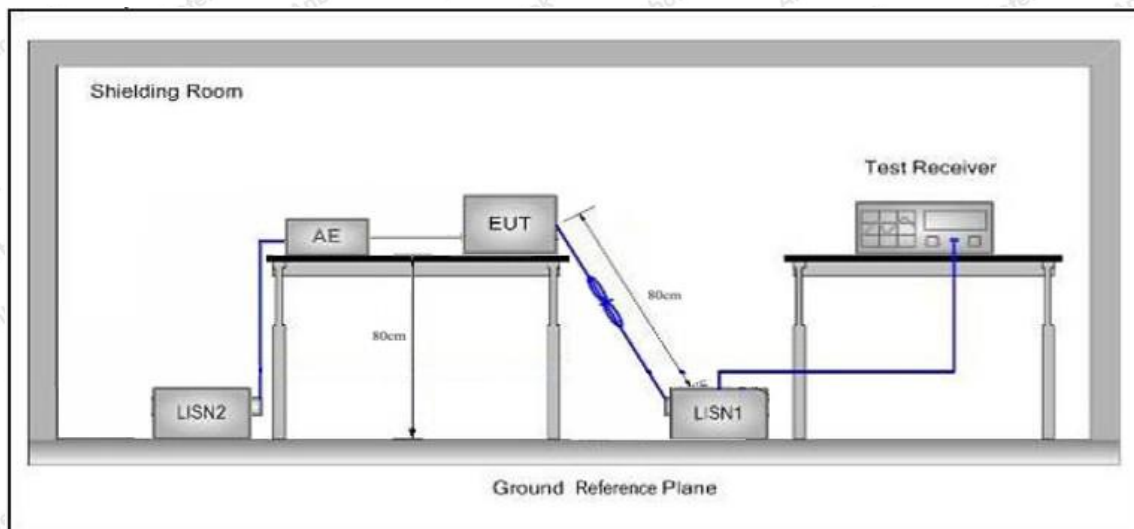 Shielding Room
Test Receiver
EUT
AE
80cm
80cm
LISN2
LISN1
Ground Reference Plane